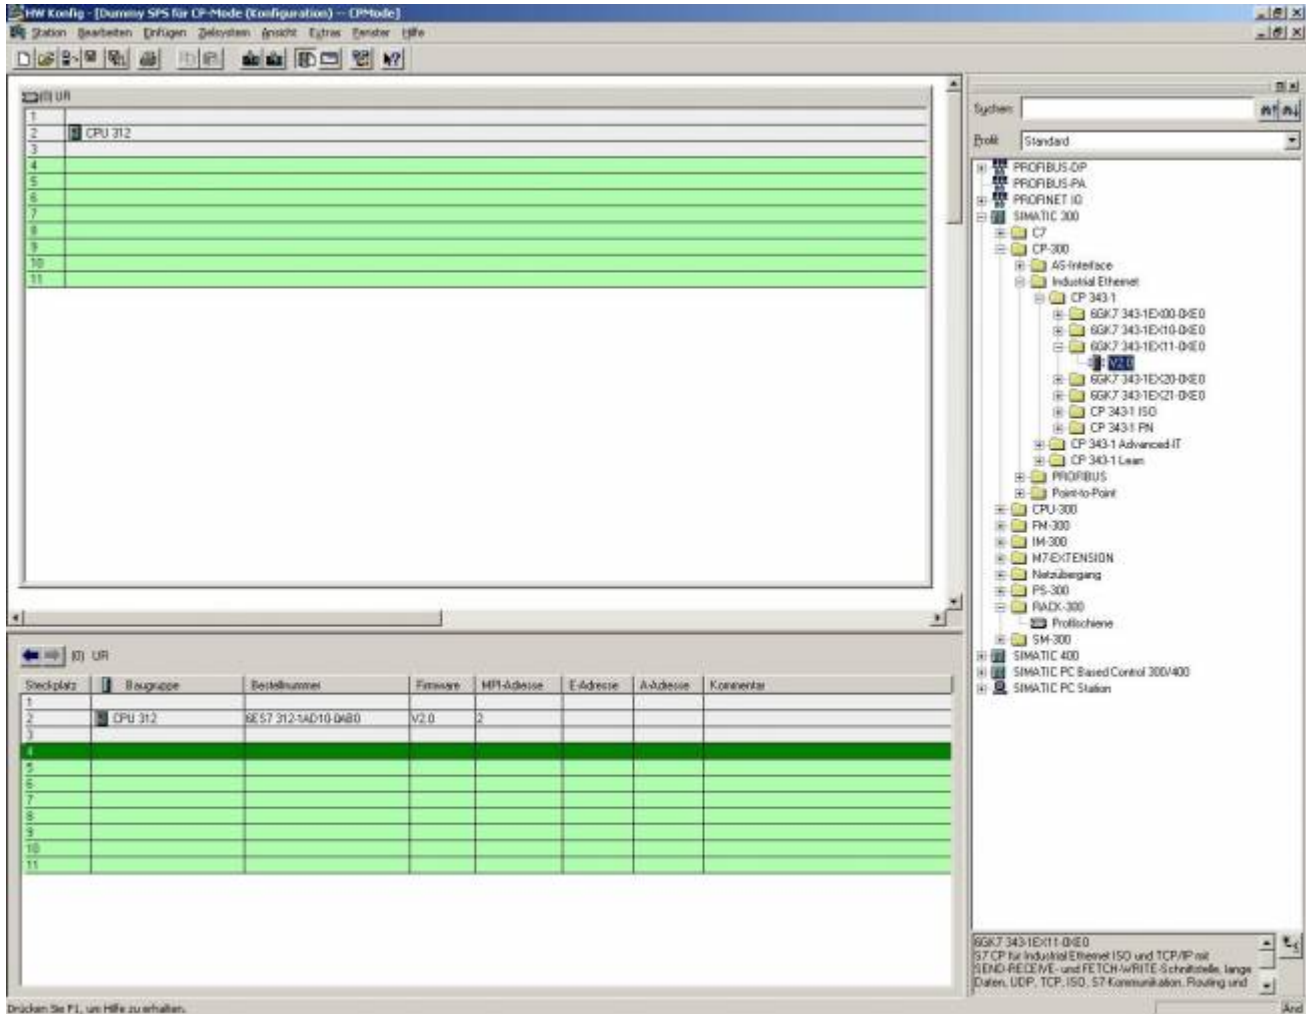 HW Konfig - [Dummy SPS für CP-Mode (Konfiguration) -- CPMode]
Station Bearbeiten Einfügen Zielsystem Ansicht Extras Fenster Hilfe
(0) UR
1
2 CPU 312
3
4
5
6
7
8
9
10
11
Suchen:
Profil: Standard
PROFIBUS-DP
PROFIBUS-PA
PROFINET IO
SIMATIC 300
C7
CP-300
AS-Interface
Industrial Ethernet
CP 343-1
6GK7 343-1EX00-0XE0
6GK7 343-1EX10-0XE0
6GK7 343-1EX11-0XE0
V2.0
6GK7 343-1EX20-0XE0
6GK7 343-1EX21-0XE0
CP 343-1 ISO
CP 343-1 PN
CP 343-1 Advanced-IT
CP 343-1 Lean
PROFIBUS
Point-to-Point
CPU-300
FM-300
IM-300
M7-EXTENSION
Netzübergang
PS-300
RACK-300
Profilschiene
SM-300
SIMATIC 400
SIMATIC PC Based Control 300/400
SIMATIC PC Station
(0) UR
Steckplatz Baugruppe Bestellnummer Firmware MPI-Adresse E-Adresse A-Adresse Kommentar
1
2 CPU 312 6ES7 312-1AD10-0AB0 V2.0 2
3
4
5
6
7
8
9
10
11
6GK7 343-1EX11-0XE0
S7 CP für Industrial Ethernet ISO und TCP/IP mit
SEND-RECEIVE- und FETCH-WRITE-Schnittstelle, lange
Daten, UDP, TCP, ISO, S7 Kommunikation, Routing und
Drücken Sie F1, um Hilfe zu erhalten.
Änd